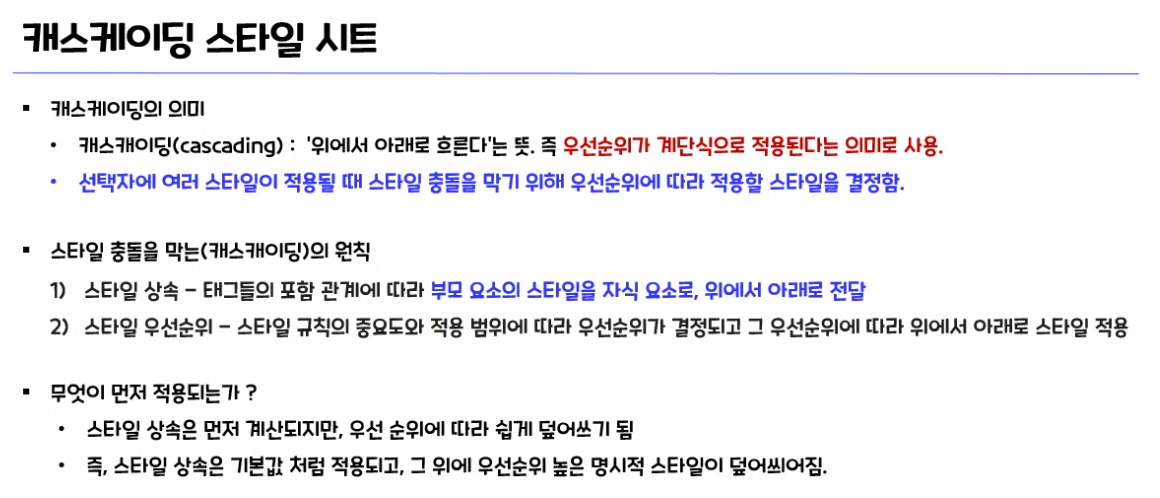 캐스케이딩 스타일 시트
▪ 캐스케이딩의 의미
• 캐스캐이딩(cascading) : '위에서 아래로 흐른다'는 뜻. 즉 우선순위가 계단식으로 적용된다는 의미로 사용.
• 선택자에 여러 스타일이 적용될 때 스타일 충돌을 막기 위해 우선순위에 따라 적용할 스타일을 결정함.
▪ 스타일 충돌을 막는(캐스캐이딩)의 원칙
1) 스타일 상속 – 태그들의 포함 관계에 따라 부모 요소의 스타일을 자식 요소로, 위에서 아래로 전달
2) 스타일 우선순위 – 스타일 규칙의 중요도와 적용 범위에 따라 우선순위가 결정되고 그 우선순위에 따라 위에서 아래로 스타일 적용
▪ 무엇이 먼저 적용되는가 ?
• 스타일 상속은 먼저 계산되지만, 우선 순위에 따라 쉽게 덮어쓰기 됨
• 즉, 스타일 상속은 기본값 처럼 적용되고, 그 위에 우선순위 높은 명시적 스타일이 덮어씌어짐.